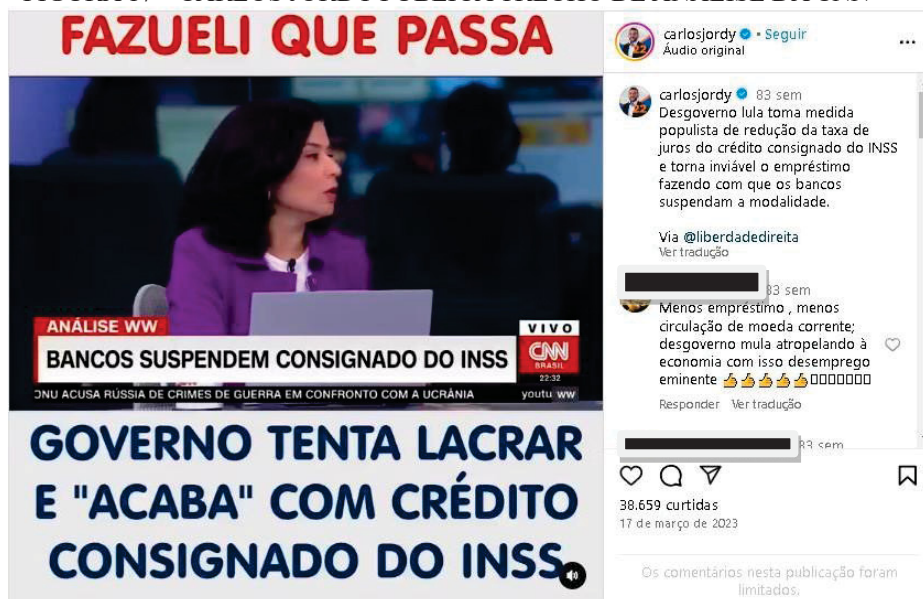 FAZUELI QUE PASSA
ANÁLISE WW
VIVO
BANCOS SUSPENDEM CONSIGNADO DO INSS
CNN
BRASIL
22:32
ONU ACUSA RÚSSIA DE CRIMES DE GUERRA EM CONFRONTO COM A UCRÂNIA
youtu ww
GOVERNO TENTA LACRAR
E "ACABA" COM CRÉDITO
CONSIGNADO DO INSS
carlosjordy • Seguir
Áudio original
carlosjordy 83 sem
Desgoverno lula toma medida
populista de redução da taxa de
juros do crédito consignado do INSS
e torna inviável o empréstimo
fazendo com que os bancos
suspendam a modalidade.
Via @liberdadedireita
Ver tradução
83 sem
Menos empréstimo , menos
circulação de moeda corrente;
desgoverno mula atropelando à
economia com isso desemprego
eminente 👍👍👍👍👍
Responder Ver tradução
83 sem
38.659 curtidas
17 de março de 2023
Os comentários nesta publicação foram
limitados.